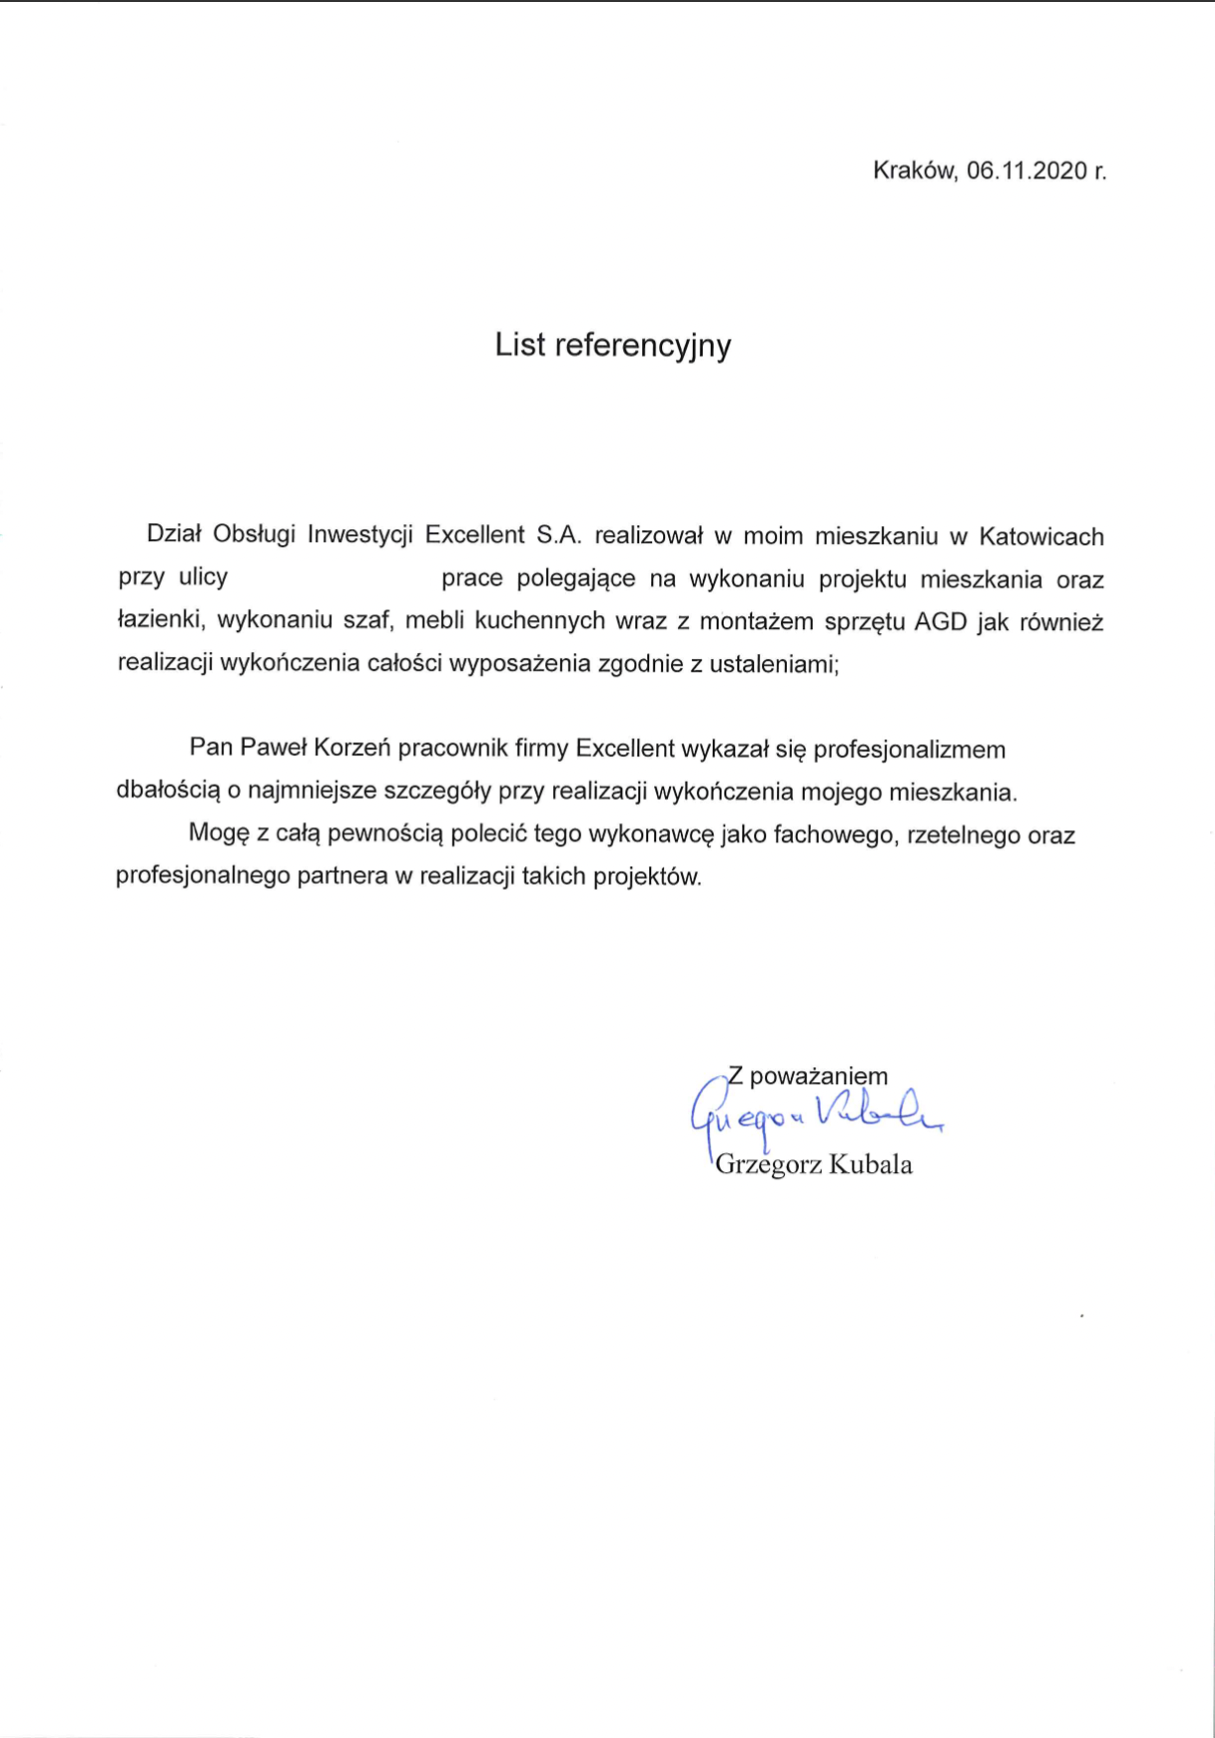 Kraków, 06.11.2020 r.
List referencyjny
Dział Obsługi Inwestycji Excellent S.A. realizował w moim mieszkaniu w Katowicach
przy ulicy prace polegające na wykonaniu projektu mieszkania oraz
łazienki, wykonaniu szaf, mebli kuchennych wraz z montażem sprzętu AGD jak również
realizacji wykończenia całości wyposażenia zgodnie z ustaleniami;
Pan Paweł Korzeń pracownik firmy Excellent wykazał się profesjonalizmem
dbałością o najmniejsze szczegóły przy realizacji wykończenia mojego mieszkania.
Mogę z całą pewnością polecić tego wykonawcę jako fachowego, rzetelnego oraz
profesjonalnego partnera w realizacji takich projektów.
Z poważaniem
Grzegorz Kubala
Grzegorz Kubala